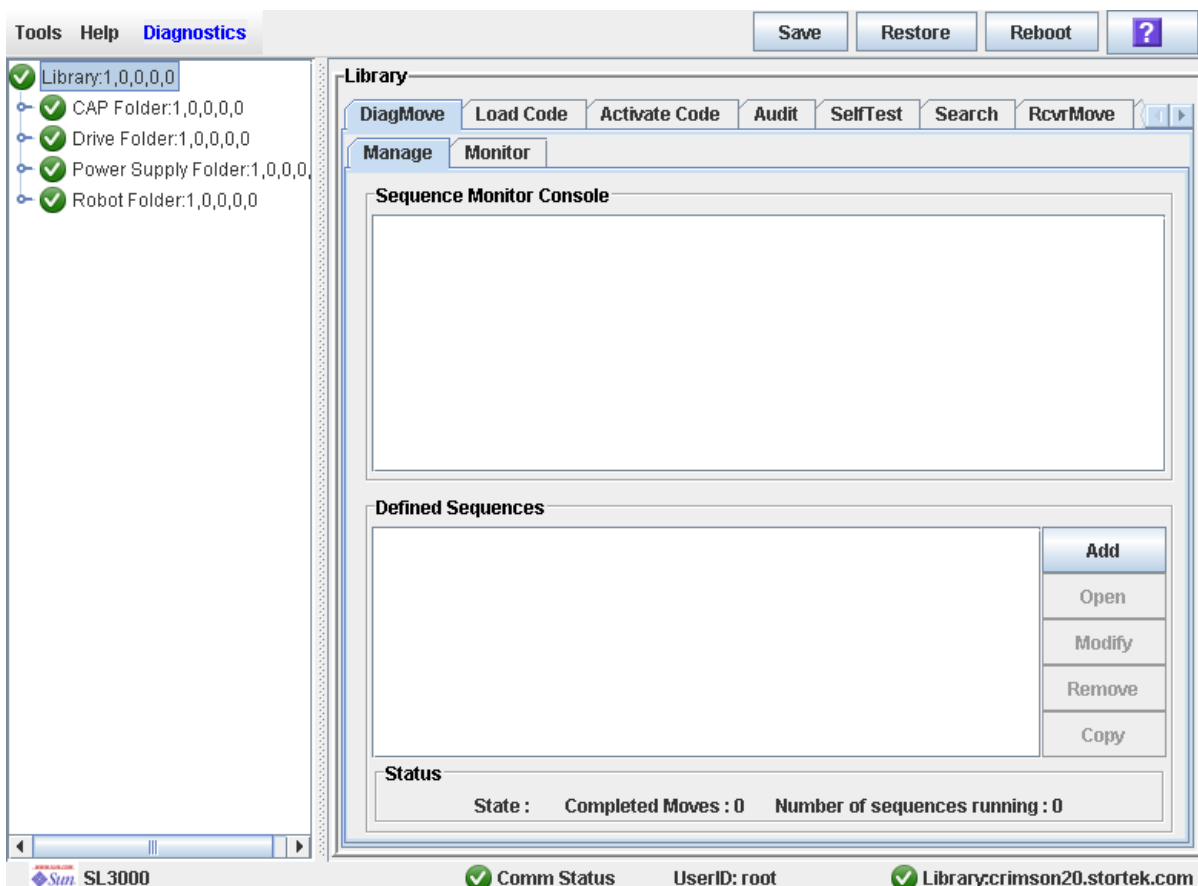 Tools Help Diagnostics
Save Restore Reboot ?
Library:1,0,0,0,0
CAP Folder:1,0,0,0,0
Drive Folder:1,0,0,0,0
Power Supply Folder:1,0,0,0,
Robot Folder:1,0,0,0,0
Library
DiagMove Load Code Activate Code Audit SelfTest Search RcvrMove
Manage Monitor
Sequence Monitor Console
Defined Sequences
Add
Open
Modify
Remove
Copy
Status
State : Completed Moves : 0 Number of sequences running : 0
Sun SL3000 Comm Status UserID: root Library:crimson20.stortek.com